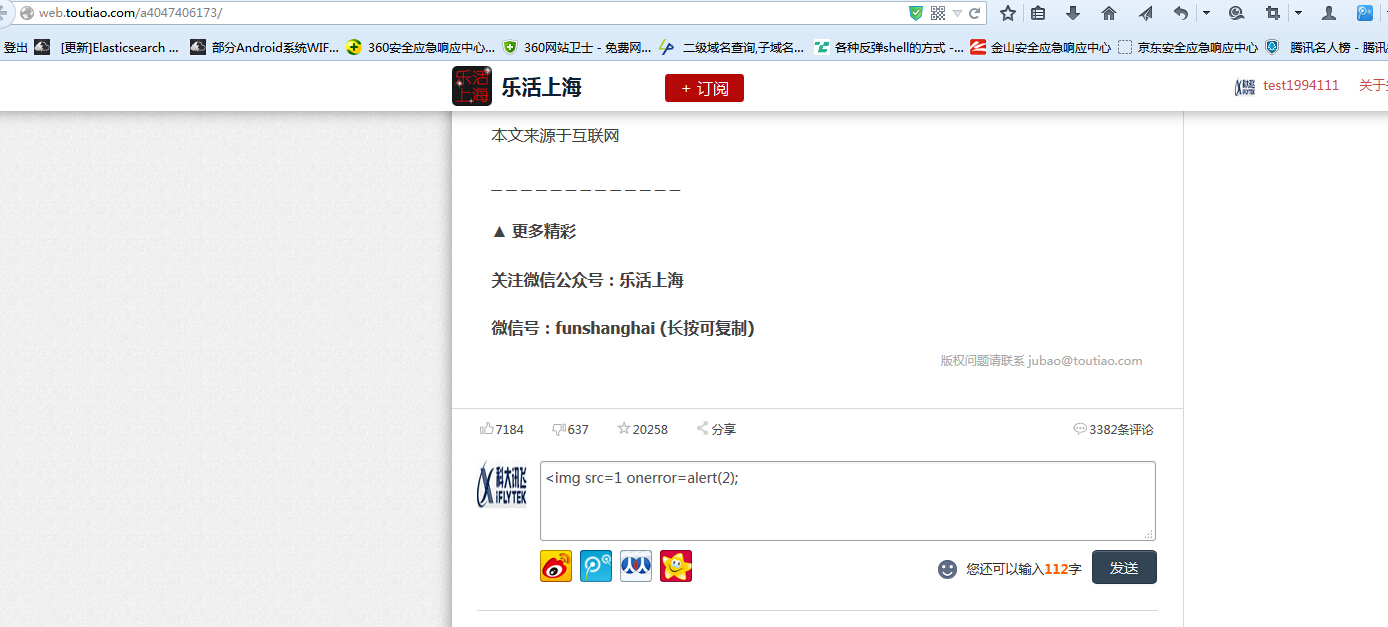 web.toutiao.com/a4047406173/
登出 [更新]Elasticsearch ... 部分Android系统WIF... 360安全应急响应中心... 360网站卫士 - 免费网... 二级域名查询,子域名... 各种反弹shell的方式 -... 金山安全应急响应中心 京东安全应急响应中心 腾讯名人榜 - 腾讯
乐活上海 乐活上海 + 订阅 科大讯飞 iFLYTEK test1994111 关于
本文来源于互联网
_ _ _ _ _ _ _ _ _ _ _ _ _
▲ 更多精彩
关注微信公众号：乐活上海
微信号：funshanghai (长按可复制)
版权问题请联系 jubao@toutiao.com
7184 637 20258 分享 3382条评论
科大讯飞
iFLYTEK
<img src=1 onerror=alert(2);
您还可以输入112字 发送